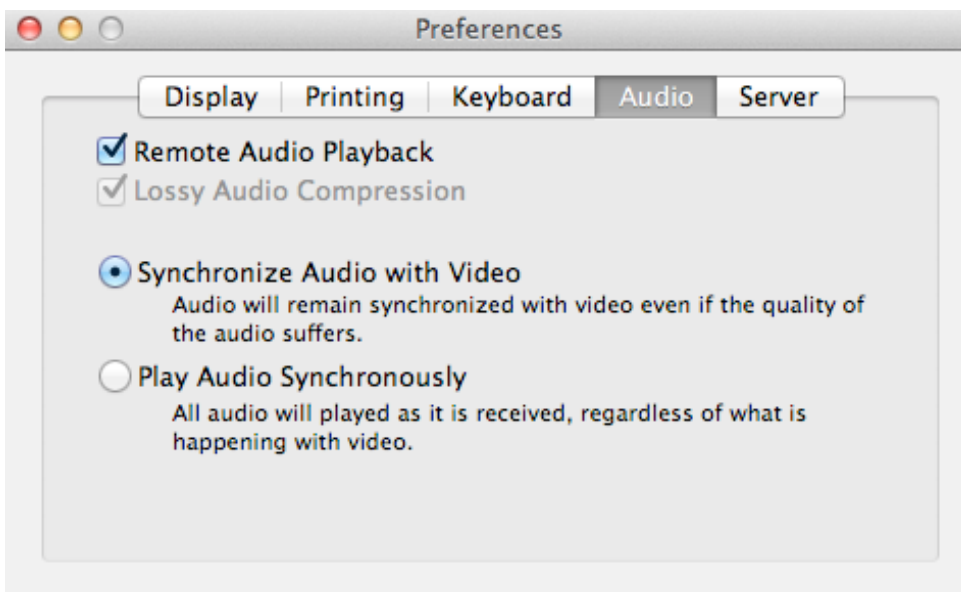 Preferences
Display Printing Keyboard Audio Server
Remote Audio Playback
Lossy Audio Compression
Synchronize Audio with Video
Audio will remain synchronized with video even if the quality of
the audio suffers.
Play Audio Synchronously
All audio will played as it is received, regardless of what is
happening with video.